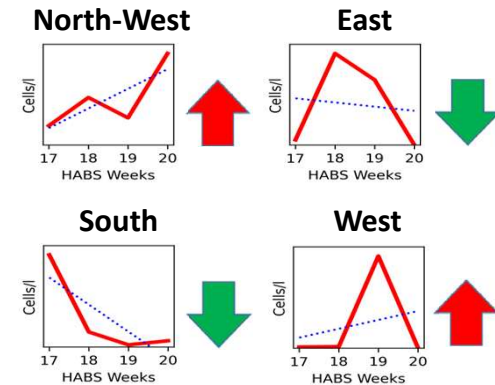 North-West
Cells/l
17 18 19 20
HABS Weeks
East
Cells/l
17 18 19 20
HABS Weeks
South
Cells/l
17 18 19 20
HABS Weeks
West
Cells/l
17 18 19 20
HABS Weeks